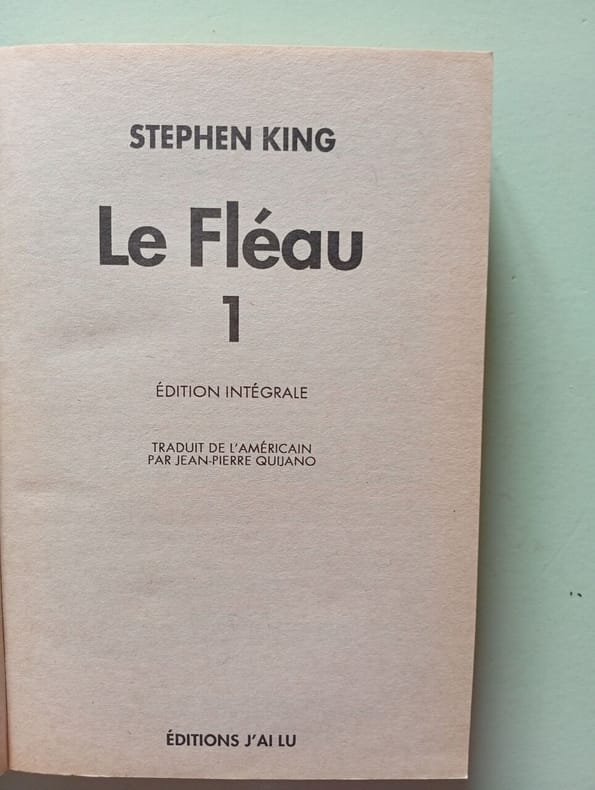 STEPHEN KING
Le Fléau
1
ÉDITION INTÉGRALE
TRADUIT DE L'AMÉRICAIN
PAR JEAN-PIERRE QUIJANO
ÉDITIONS J'AI LU